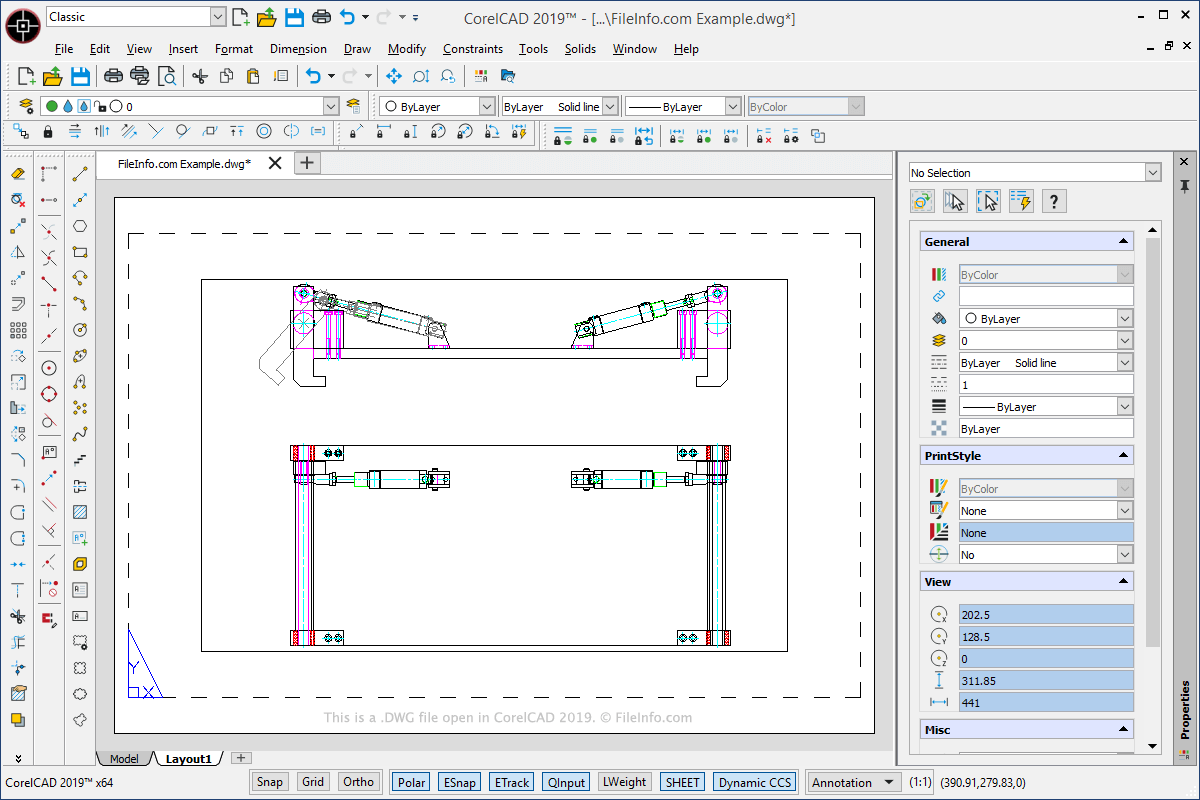 Classic
CorelCAD 2019™ - [...\FileInfo.com Example.dwg*]
File Edit View Insert Format Dimension Draw Modify Constraints Tools Solids Window Help
0 ByLayer ByLayer Solid line ByLayer ByColor
FileInfo.com Example.dwg*
No Selection
?
General
ByColor
ByLayer
0
ByLayer Solid line
1
ByLayer
ByLayer
PrintStyle
ByColor
None
None
No
View
X 202.5
Y 128.5
Z 0
311.85
441
Misc
Properties
Y
X
This is a .DWG file open in CorelCAD 2019. © FileInfo.com
Model Layout1
CorelCAD 2019™ x64
Snap Grid Ortho Polar ESnap ETrack QInput LWeight SHEET Dynamic CCS Annotation (1:1) (390.91,279.83,0)